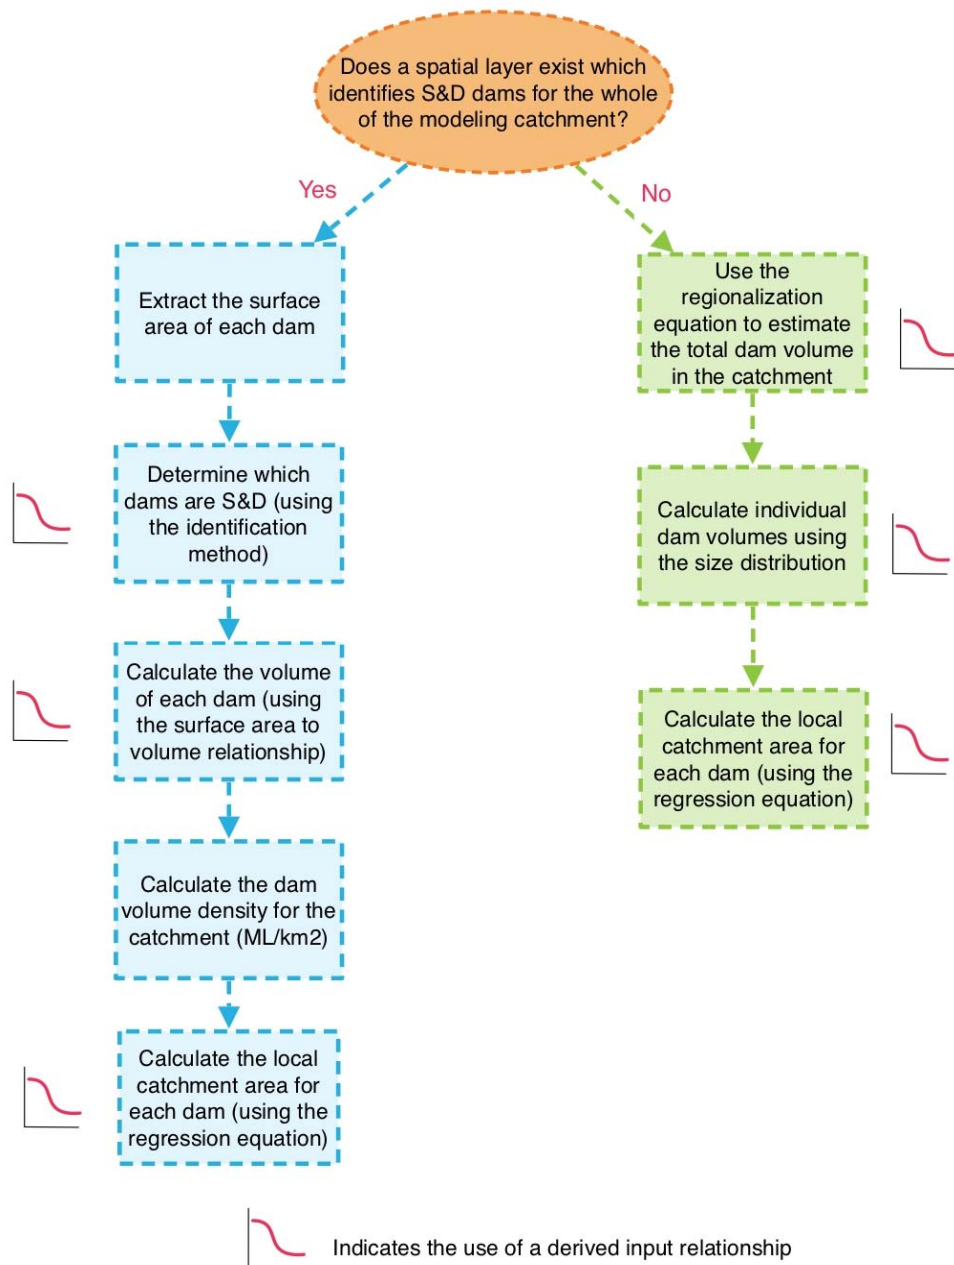 Does a spatial layer exist which
identifies S&D dams for the whole
of the modeling catchment?
Yes
No
Extract the surface
area of each dam
Determine which
dams are S&D (using
the identification
method)
Calculate the volume
of each dam (using
the surface area to
volume relationship)
Calculate the dam
volume density for the
catchment (ML/km2)
Calculate the local
catchment area for
each dam (using the
regression equation)
Use the
regionalization
equation to estimate
the total dam volume
in the catchment
Calculate individual
dam volumes using
the size distribution
Calculate the local
catchment area for
each dam (using the
regression equation)
Indicates the use of a derived input relationship